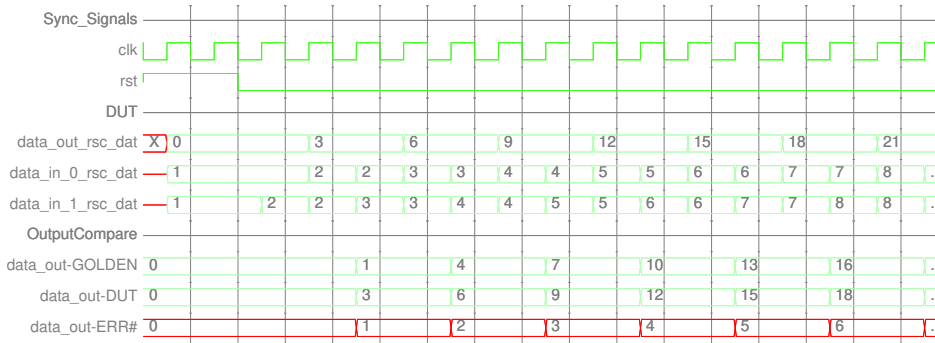 Sync_Signals
clk
rst
DUT
data_out_rsc_dat X 0 3 6 9 12 15 18 21
data_in_0_rsc_dat 1 2 2 3 3 4 4 5 5 6 6 7 7 8 .
data_in_1_rsc_dat 1 2 2 3 3 4 4 5 5 6 6 7 7 8 8 .
OutputCompare
data_out-GOLDEN 0 1 4 7 10 13 16 .
data_out-DUT 0 3 6 9 12 15 18 .
data_out-ERR# 0 1 2 3 4 5 6 .